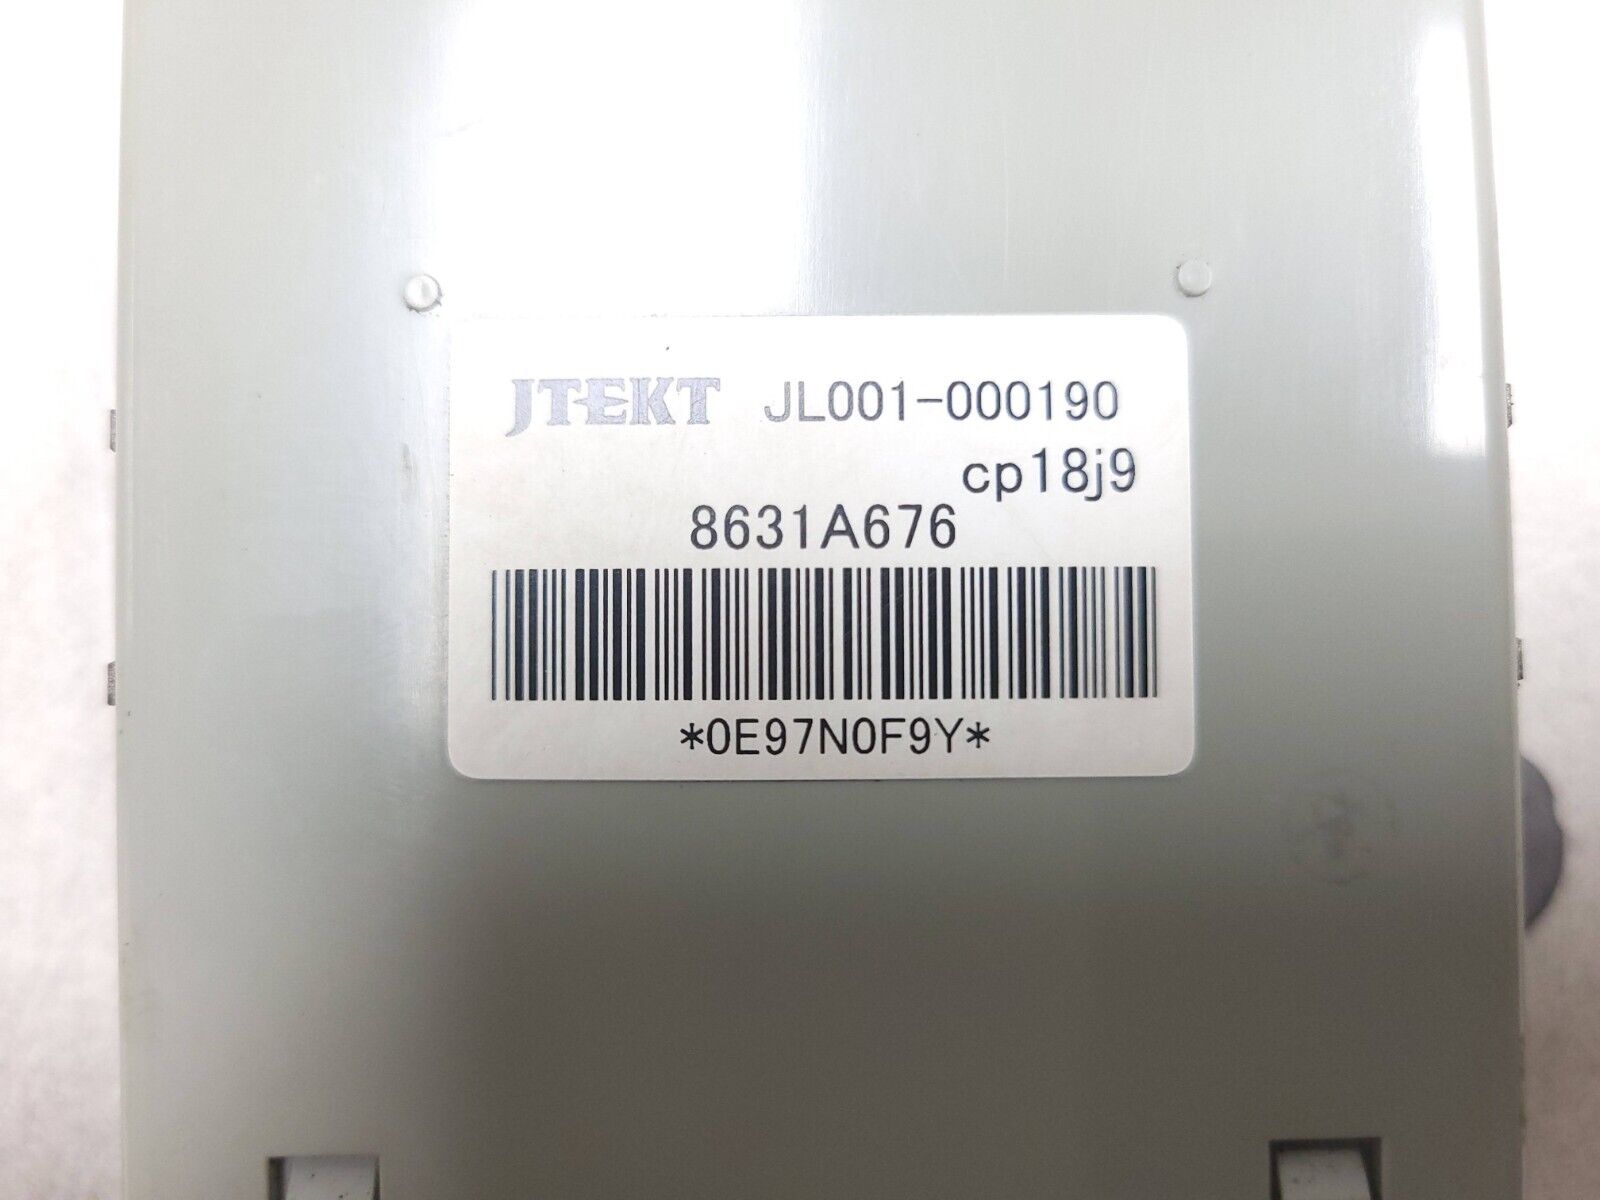 JTEKT JL001-000190
cp18j9
8631A676
*0E97N0F9Y*